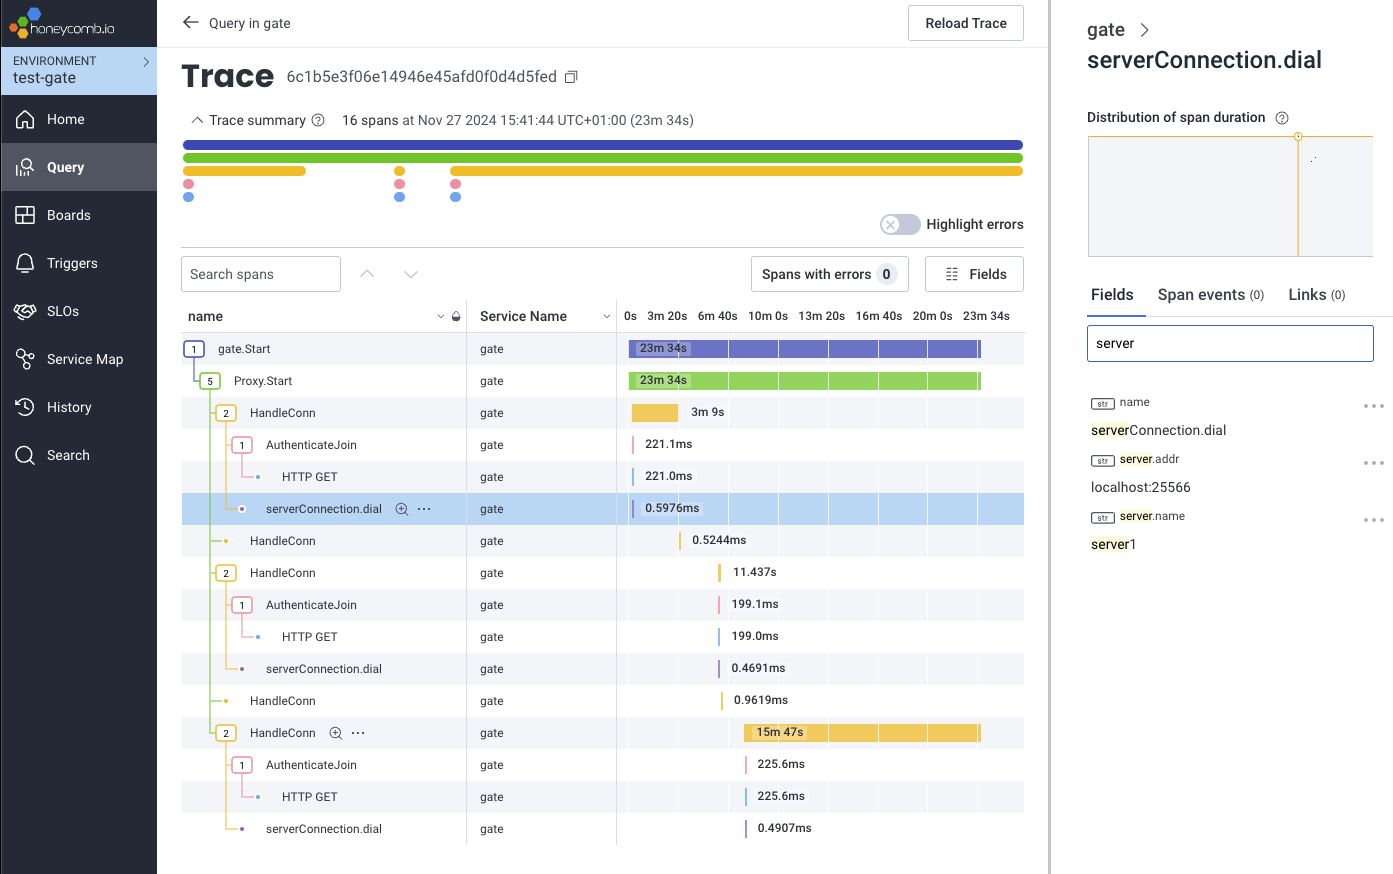 honeycomb.io
ENVIRONMENT
test-gate
Home
Query
Boards
Triggers
SLOs
Service Map
History
Search
Query in gate
Reload Trace
Trace 6c1b5e3f06e14946e45afd0f0d4d5fed
Trace summary 16 spans at Nov 27 2024 15:41:44 UTC+01:00 (23m 34s)
Highlight errors
Search spans
Spans with errors 0
Fields
name Service Name 0s 3m 20s 6m 40s 10m 0s 13m 20s 16m 40s 20m 0s 23m 34s
1 gate.Start gate 23m 34s
5 Proxy.Start gate 23m 34s
2 HandleConn gate 3m 9s
1 AuthenticateJoin gate 221.1ms
HTTP GET gate 221.0ms
serverConnection.dial gate 0.5976ms
HandleConn gate 0.5244ms
2 HandleConn gate 11.437s
1 AuthenticateJoin gate 199.1ms
HTTP GET gate 199.0ms
serverConnection.dial gate 0.4691ms
HandleConn gate 0.9619ms
2 HandleConn gate 15m 47s
1 AuthenticateJoin gate 225.6ms
HTTP GET gate 225.6ms
serverConnection.dial gate 0.4907ms
gate
serverConnection.dial
Distribution of span duration
Fields Span events (0) Links (0)
server
str name
serverConnection.dial
str server.addr
localhost:25566
str server.name
server1